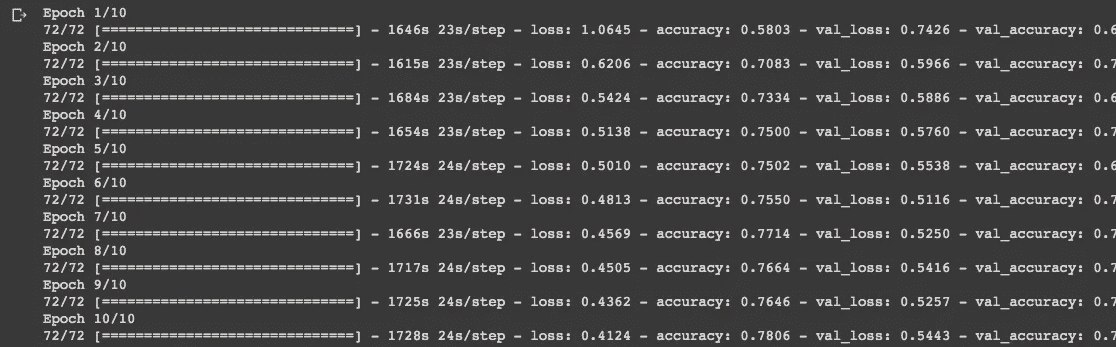 Epoch 1/10
72/72 [==============================] - 1646s 23s/step - loss: 1.0645 - accuracy: 0.5803 - val_loss: 0.7426 - val_accuracy: 0.6
Epoch 2/10
72/72 [==============================] - 1615s 23s/step - loss: 0.6206 - accuracy: 0.7083 - val_loss: 0.5966 - val_accuracy: 0.7
Epoch 3/10
72/72 [==============================] - 1684s 23s/step - loss: 0.5424 - accuracy: 0.7334 - val_loss: 0.5886 - val_accuracy: 0.6
Epoch 4/10
72/72 [==============================] - 1654s 23s/step - loss: 0.5138 - accuracy: 0.7500 - val_loss: 0.5760 - val_accuracy: 0.7
Epoch 5/10
72/72 [==============================] - 1724s 24s/step - loss: 0.5010 - accuracy: 0.7502 - val_loss: 0.5538 - val_accuracy: 0.6
Epoch 6/10
72/72 [==============================] - 1731s 24s/step - loss: 0.4813 - accuracy: 0.7550 - val_loss: 0.5116 - val_accuracy: 0.7
Epoch 7/10
72/72 [==============================] - 1666s 23s/step - loss: 0.4569 - accuracy: 0.7714 - val_loss: 0.5250 - val_accuracy: 0.7
Epoch 8/10
72/72 [==============================] - 1717s 24s/step - loss: 0.4505 - accuracy: 0.7664 - val_loss: 0.5416 - val_accuracy: 0.7
Epoch 9/10
72/72 [==============================] - 1725s 24s/step - loss: 0.4362 - accuracy: 0.7646 - val_loss: 0.5257 - val_accuracy: 0.7
Epoch 10/10
72/72 [==============================] - 1728s 24s/step - loss: 0.4124 - accuracy: 0.7806 - val_loss: 0.5443 - val_accuracy: 0.7